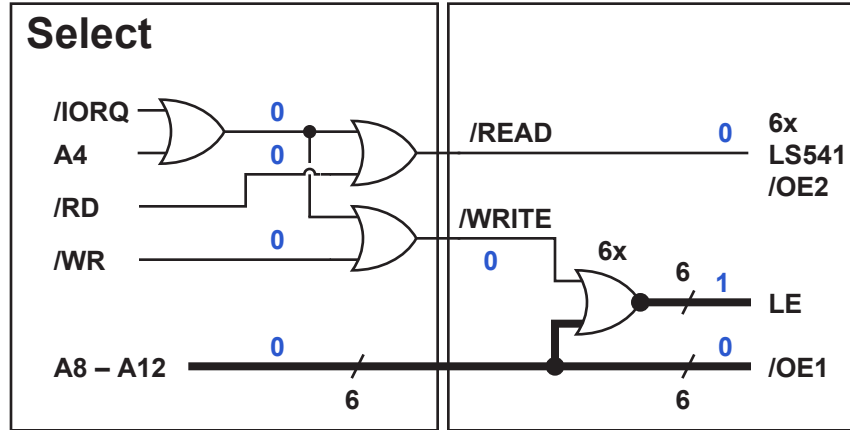 Select
/IORQ
0
A4
0
/RD
/WR
0
A8 – A12
0
6
/READ
0
6x
LS541
/OE2
/WRITE
0
6x
6
1
LE
0
/OE1
6